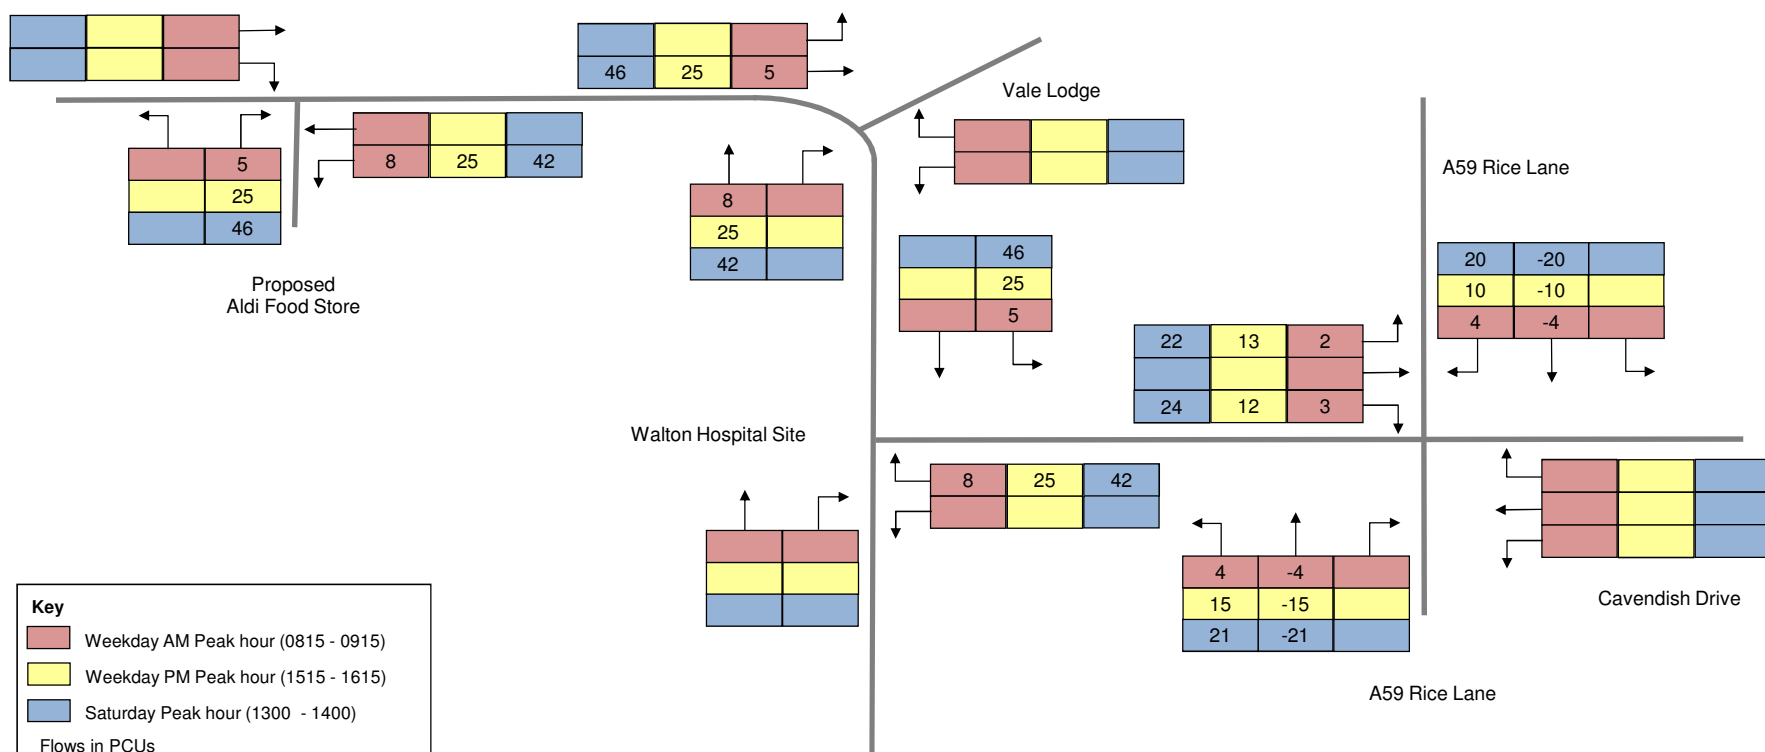 46 25 5
Vale Lodge
8 25 42
5
25
46
A59 Rice Lane
8
25
42
46
25
5
20 -20
10 -10
4 -4
Proposed
Aldi Food Store
22 13 2
24 12 3
Walton Hospital Site
8 25 42
4 -4
15 -15
21 -21
Cavendish Drive
A59 Rice Lane
Key
Weekday AM Peak hour (0815 - 0915)
Weekday PM Peak hour (1515 - 1615)
Saturday Peak hour (1300 - 1400)
Flows in PCUs